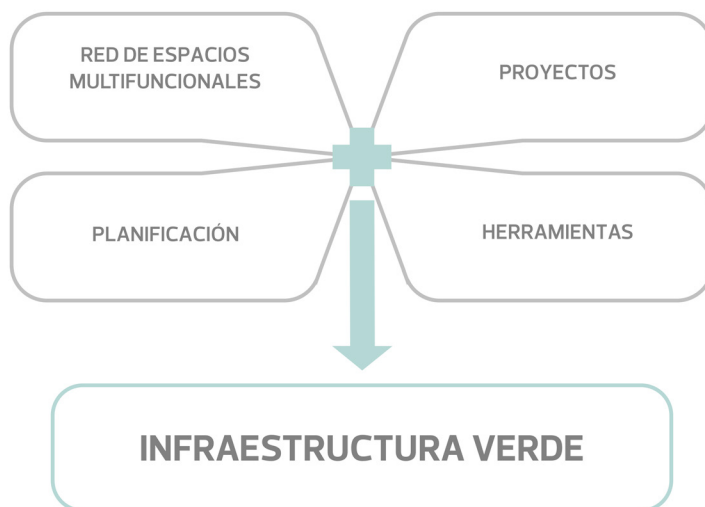 RED DE ESPACIOS
MULTIFUNCIONALES
PROYECTOS
PLANIFICACIÓN
HERRAMIENTAS
INFRAESTRUCTURA VERDE